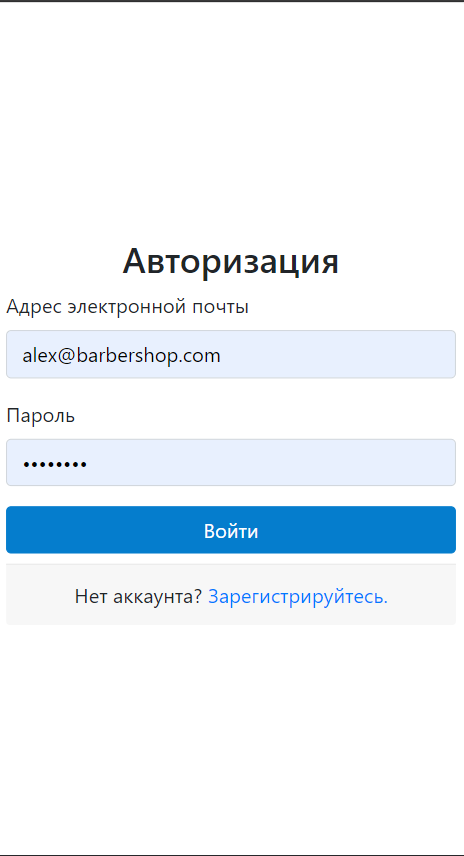 Авторизация
Адрес электронной почты
alex@barbershop.com
Пароль
••••••••
Войти
Нет аккаунта? Зарегистрируйтесь.